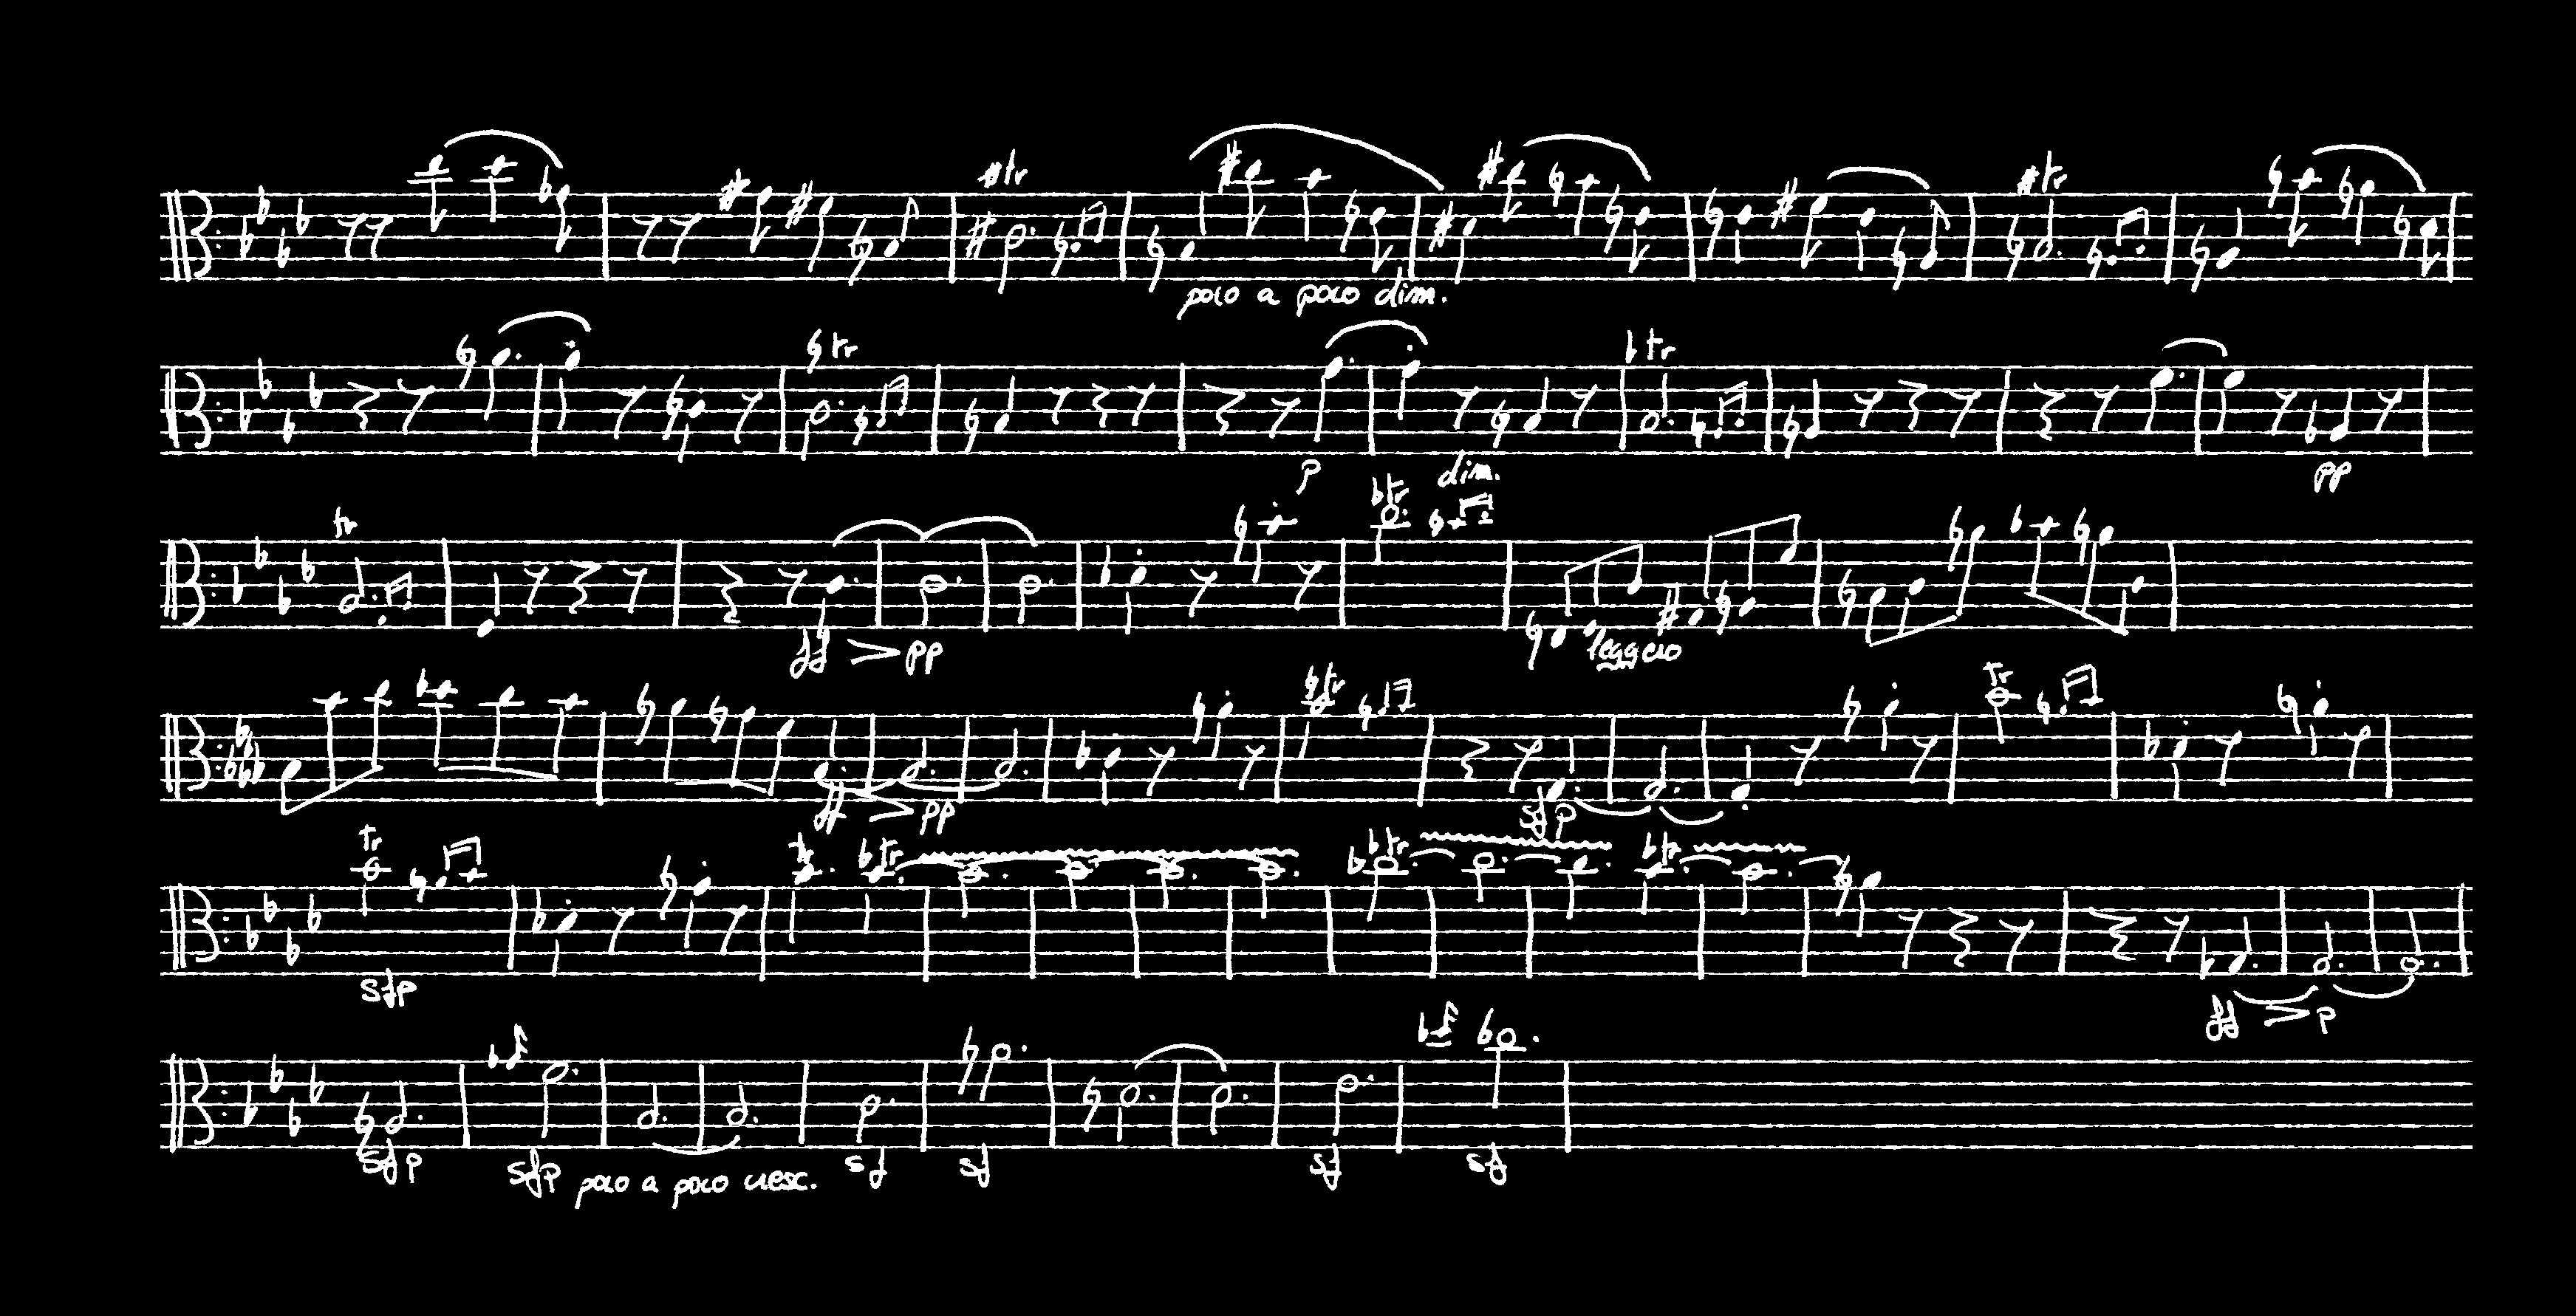 tr tr
poco a poco dim.
tr tr
p dim. pp
tr tr
ff pp leggero
tr tr
ff pp sfp
tr tr tr tr tr
sfp ff p
sfp sfp poco a poco cresc. sf sf sf sf